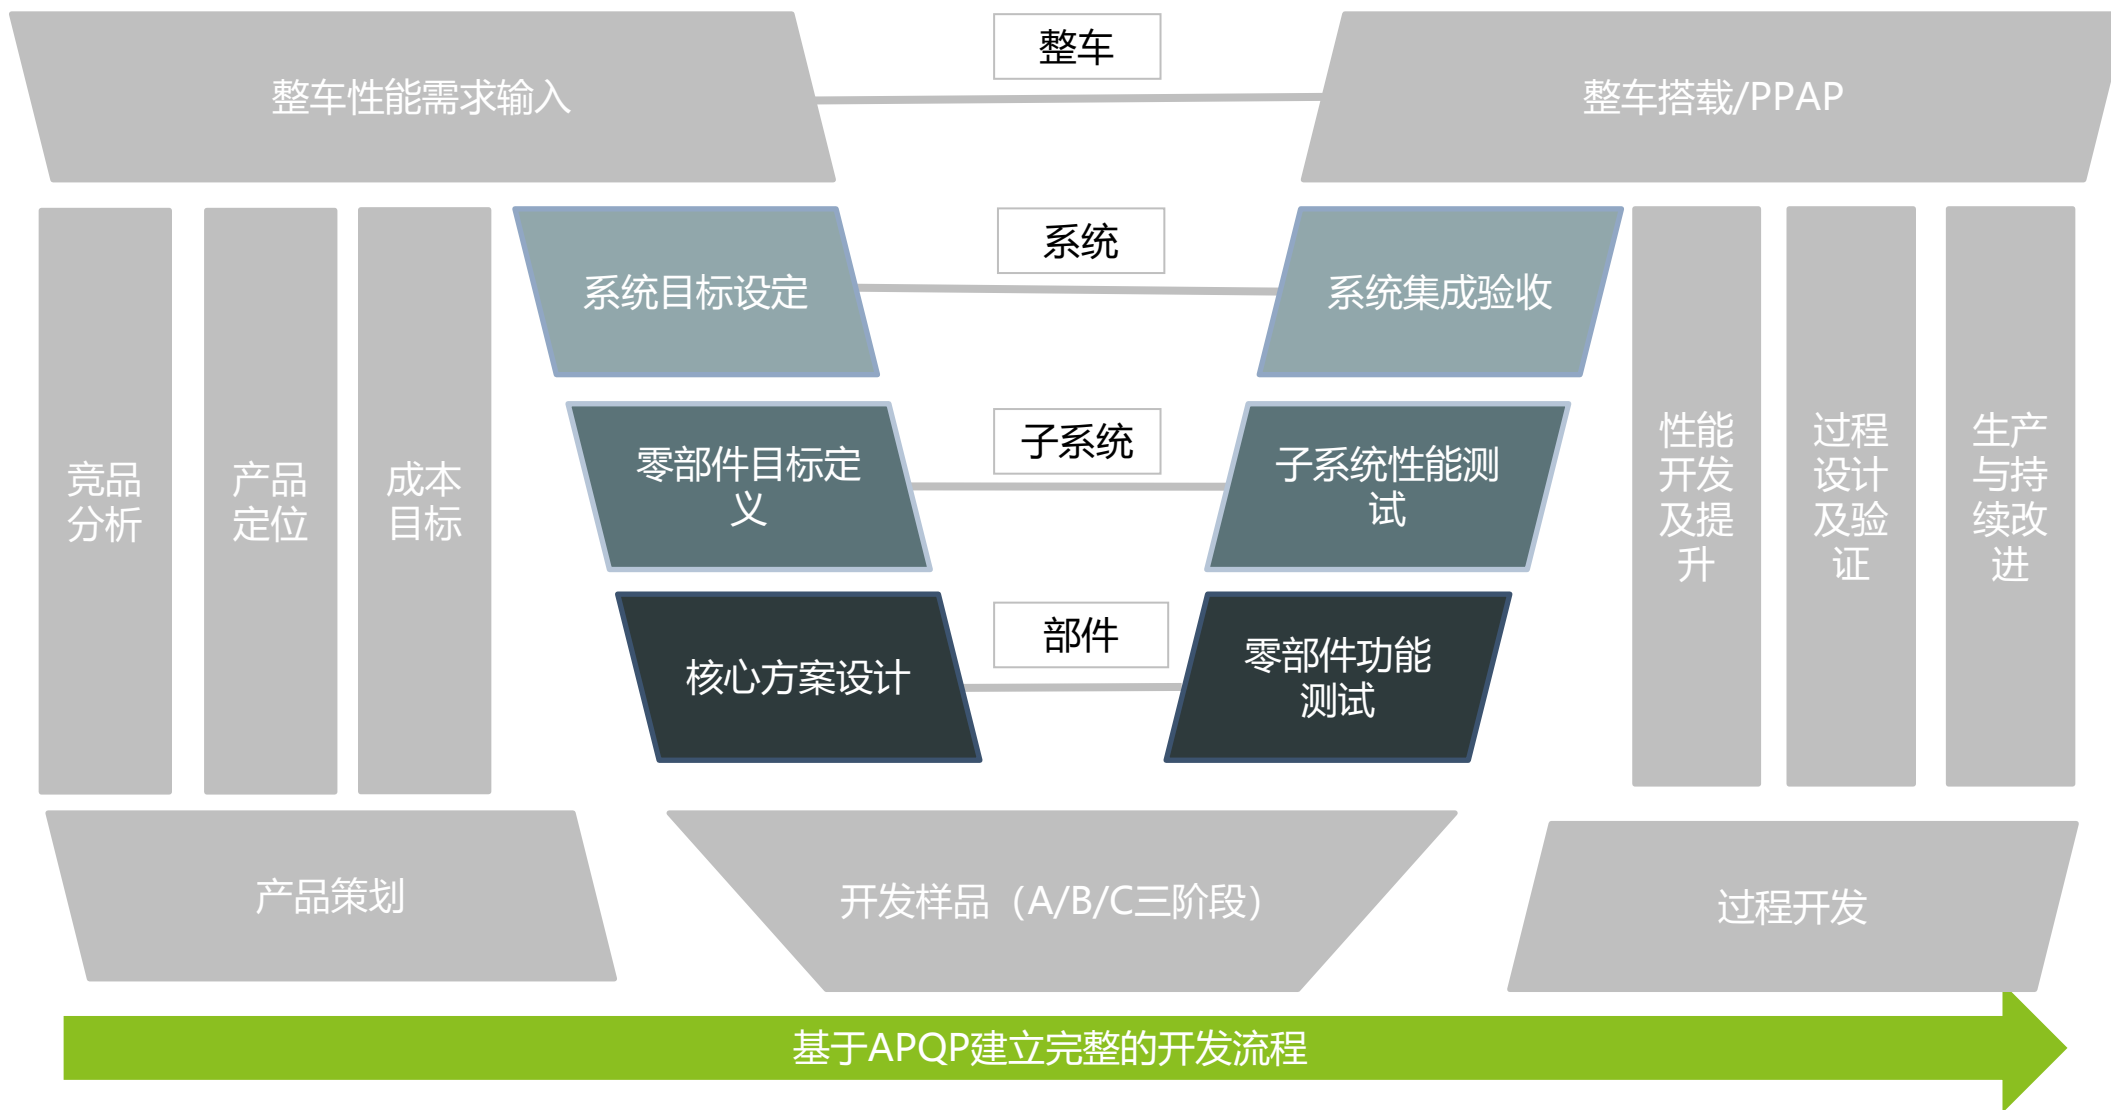 整车
整车性能需求输入
整车搭载/PPAP
系统
系统目标设定
系统集成验收
子系统
零部件目标定
义
子系统性能测
试
竞品
分析
产品
定位
成本
目标
性能
开发
及提
升
过程
设计
及验
证
生产
与持
续改
进
部件
核心方案设计
零部件功能
测试
产品策划
开发样品（A/B/C三阶段）
过程开发
基于APQP建立完整的开发流程